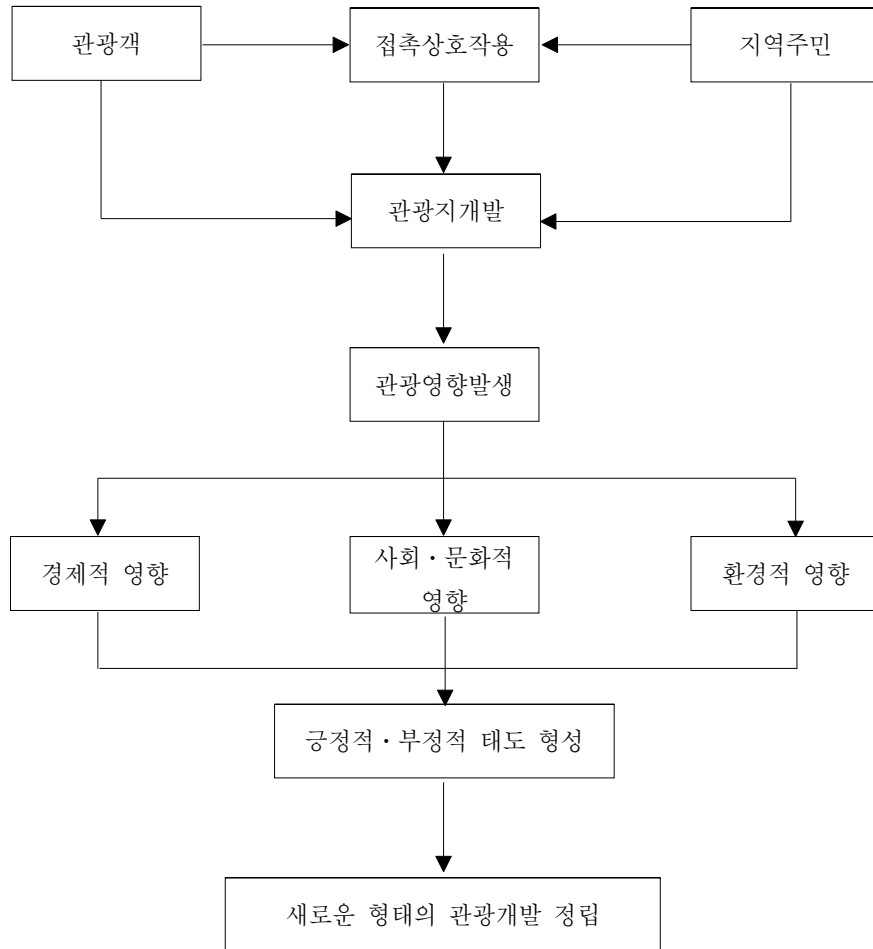 관광객
접촉상호작용
지역주민
관광지개발
관광영향발생
경제적 영향
사회·문화적
영향
환경적 영향
긍정적·부정적 태도 형성
새로운 형태의 관광개발 정립